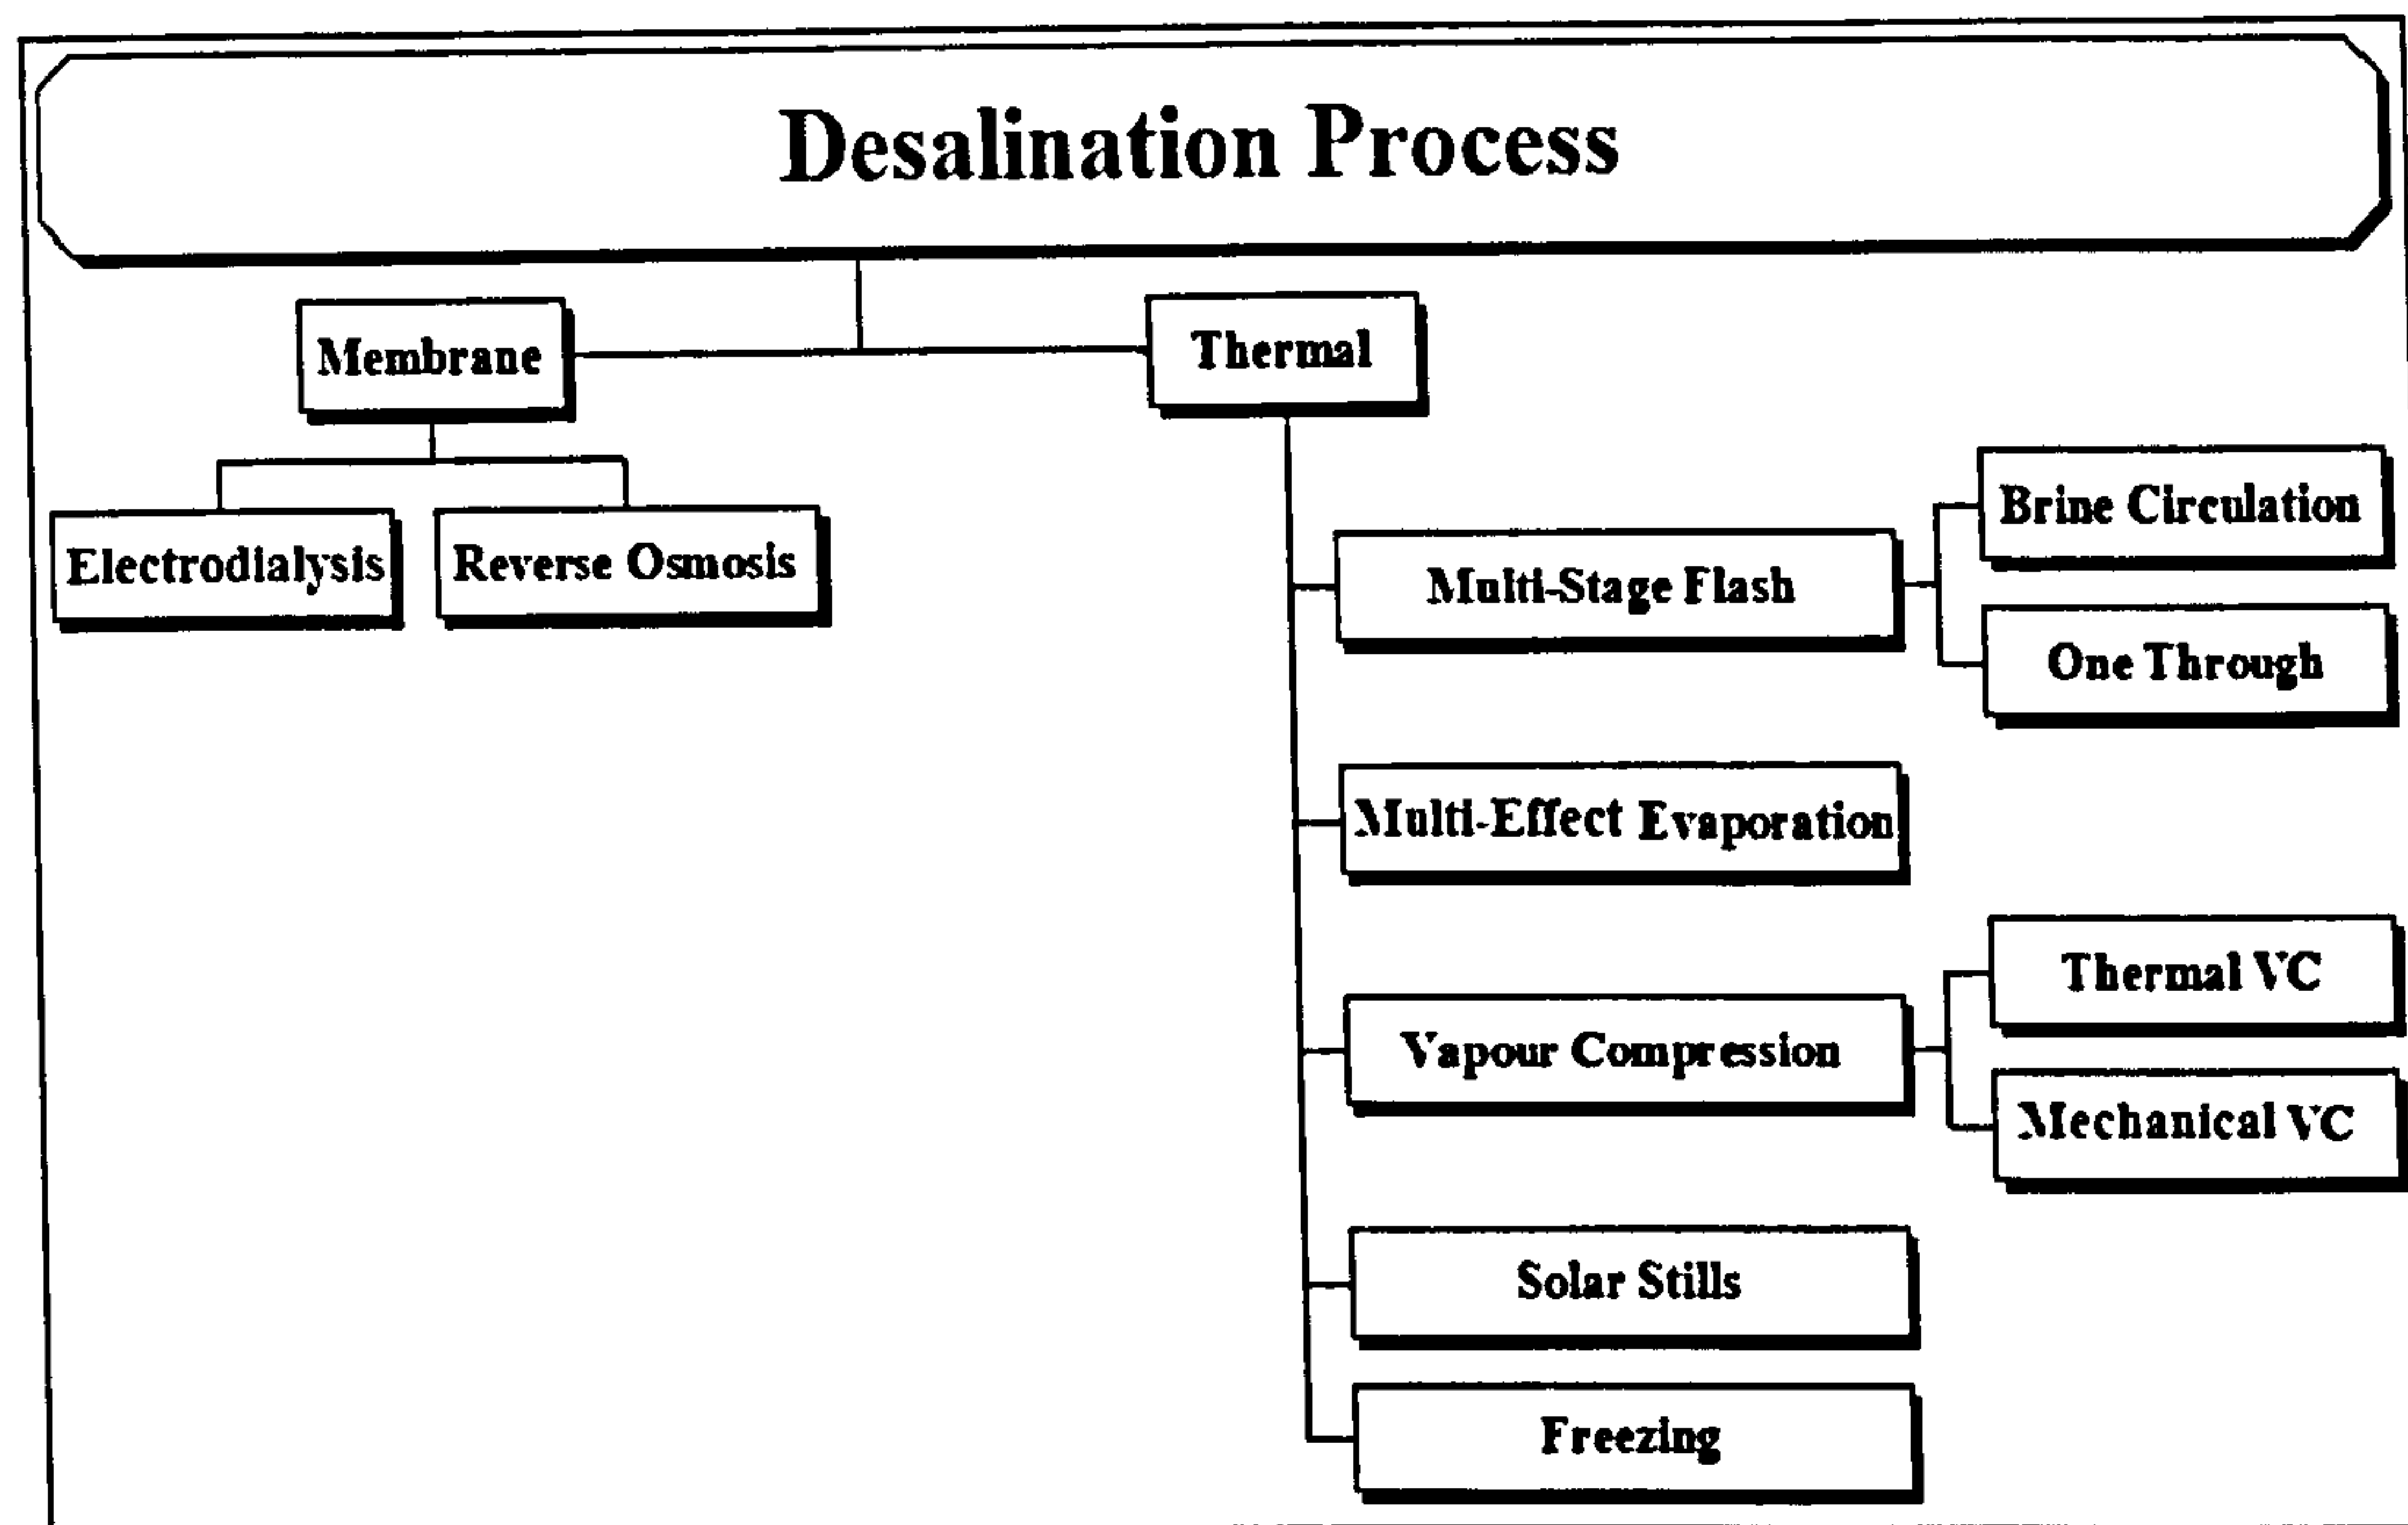 Desalination Process
Membrane
Thermal
Electrodialysis
Reverse Osmosis
Multi-Stage Flash
Brine Circulation
One Through
Multi-Effect Evaporation
Vapour Compression
Thermal VC
Mechanical VC
Solar Stills
Freezing